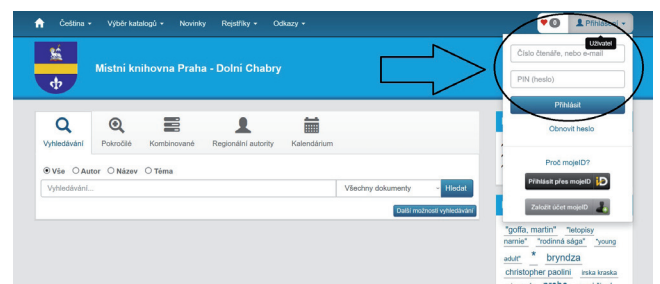 Čeština Výběr katalogů Novinky Rejstříky Odkazy 0 Přihlášení
Uživatel
Místní knihovna Praha - Dolní Chabry
Číslo čtenáře, nebo e-mail
PIN (heslo)
Přihlásit
Obnovit heslo
Proč mojeID?
Přihlásit přes mojeID
Založit účet mojeID
Vyhledávání Pokročilé Kombinované Regionální autority Kalendárium
Vše Autor Název Téma
Vyhledávání... Všechny dokumenty Hledat
Další možnosti vyhledávání
"goffa, martin" "letopisy
narnie" "rodinná sága" "young
adult" * bryndza
christopher paolini irska kraska